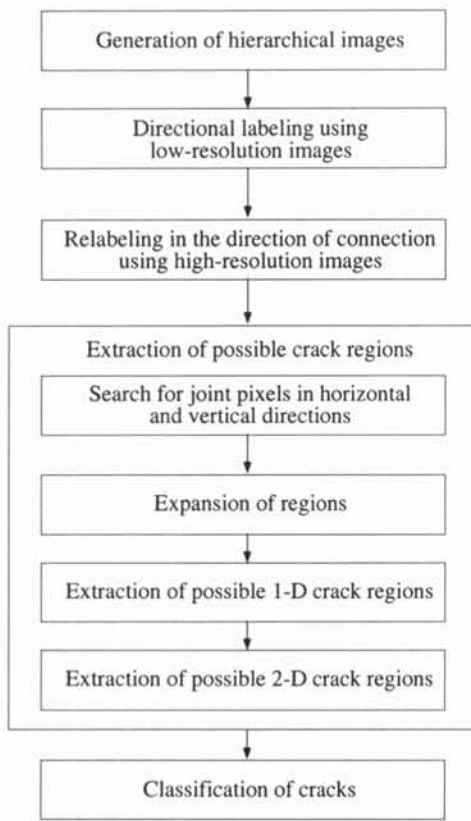 Generation of hierarchical images
Directional labeling using
low-resolution images
Relabeling in the direction of connection
using high-resolution images
Extraction of possible crack regions
Search for joint pixels in horizontal
and vertical directions
Expansion of regions
Extraction of possible 1-D crack regions
Extraction of possible 2-D crack regions
Classification of cracks